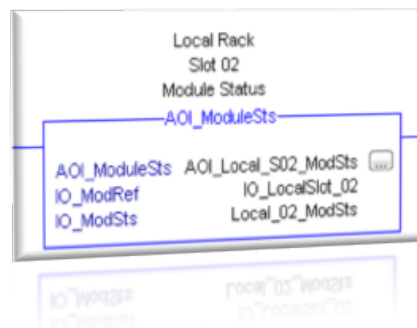 Local Rack
Slot 02
Module Status
AOI_ModuleSts
AOI_ModuleSts AOI_Local_S02_ModSts ...
IO_ModRef IO_LocalSlot_02
IO_ModSts Local_02_ModSts